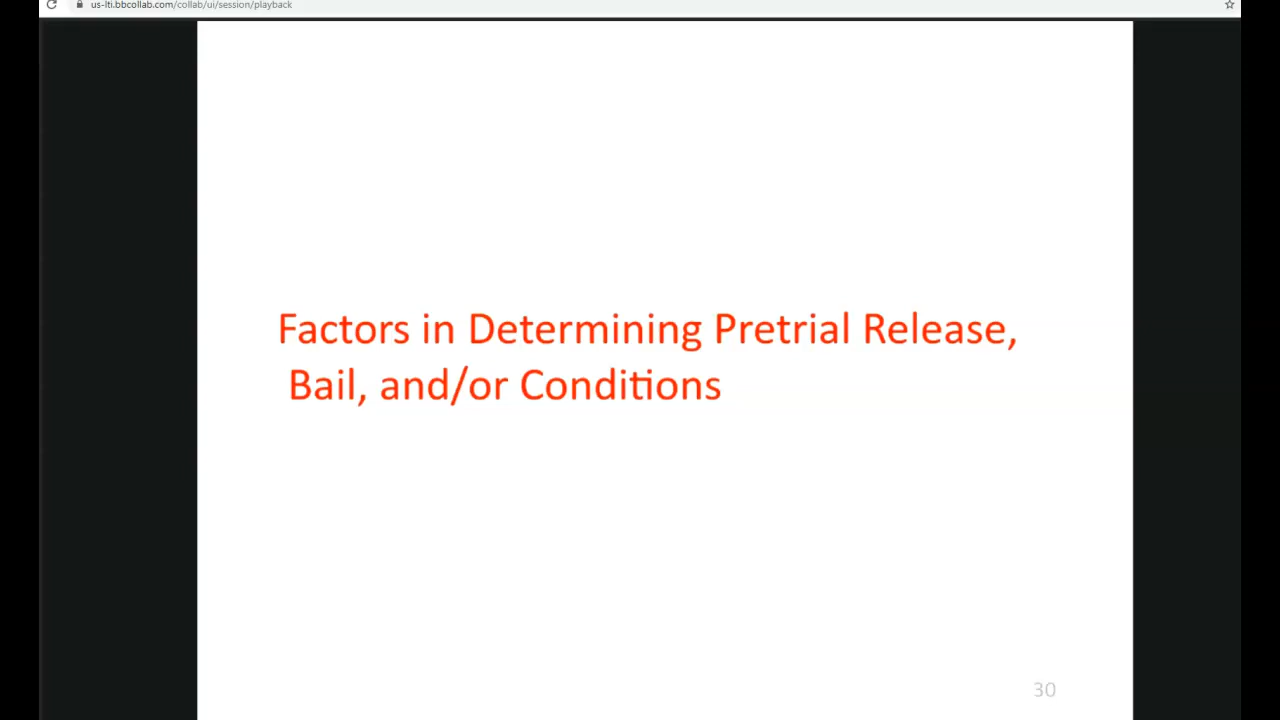 us-lti.bbcollab.com/collab/ui/session/playback
Factors in Determining Pretrial Release,
Bail, and/or Conditions
30